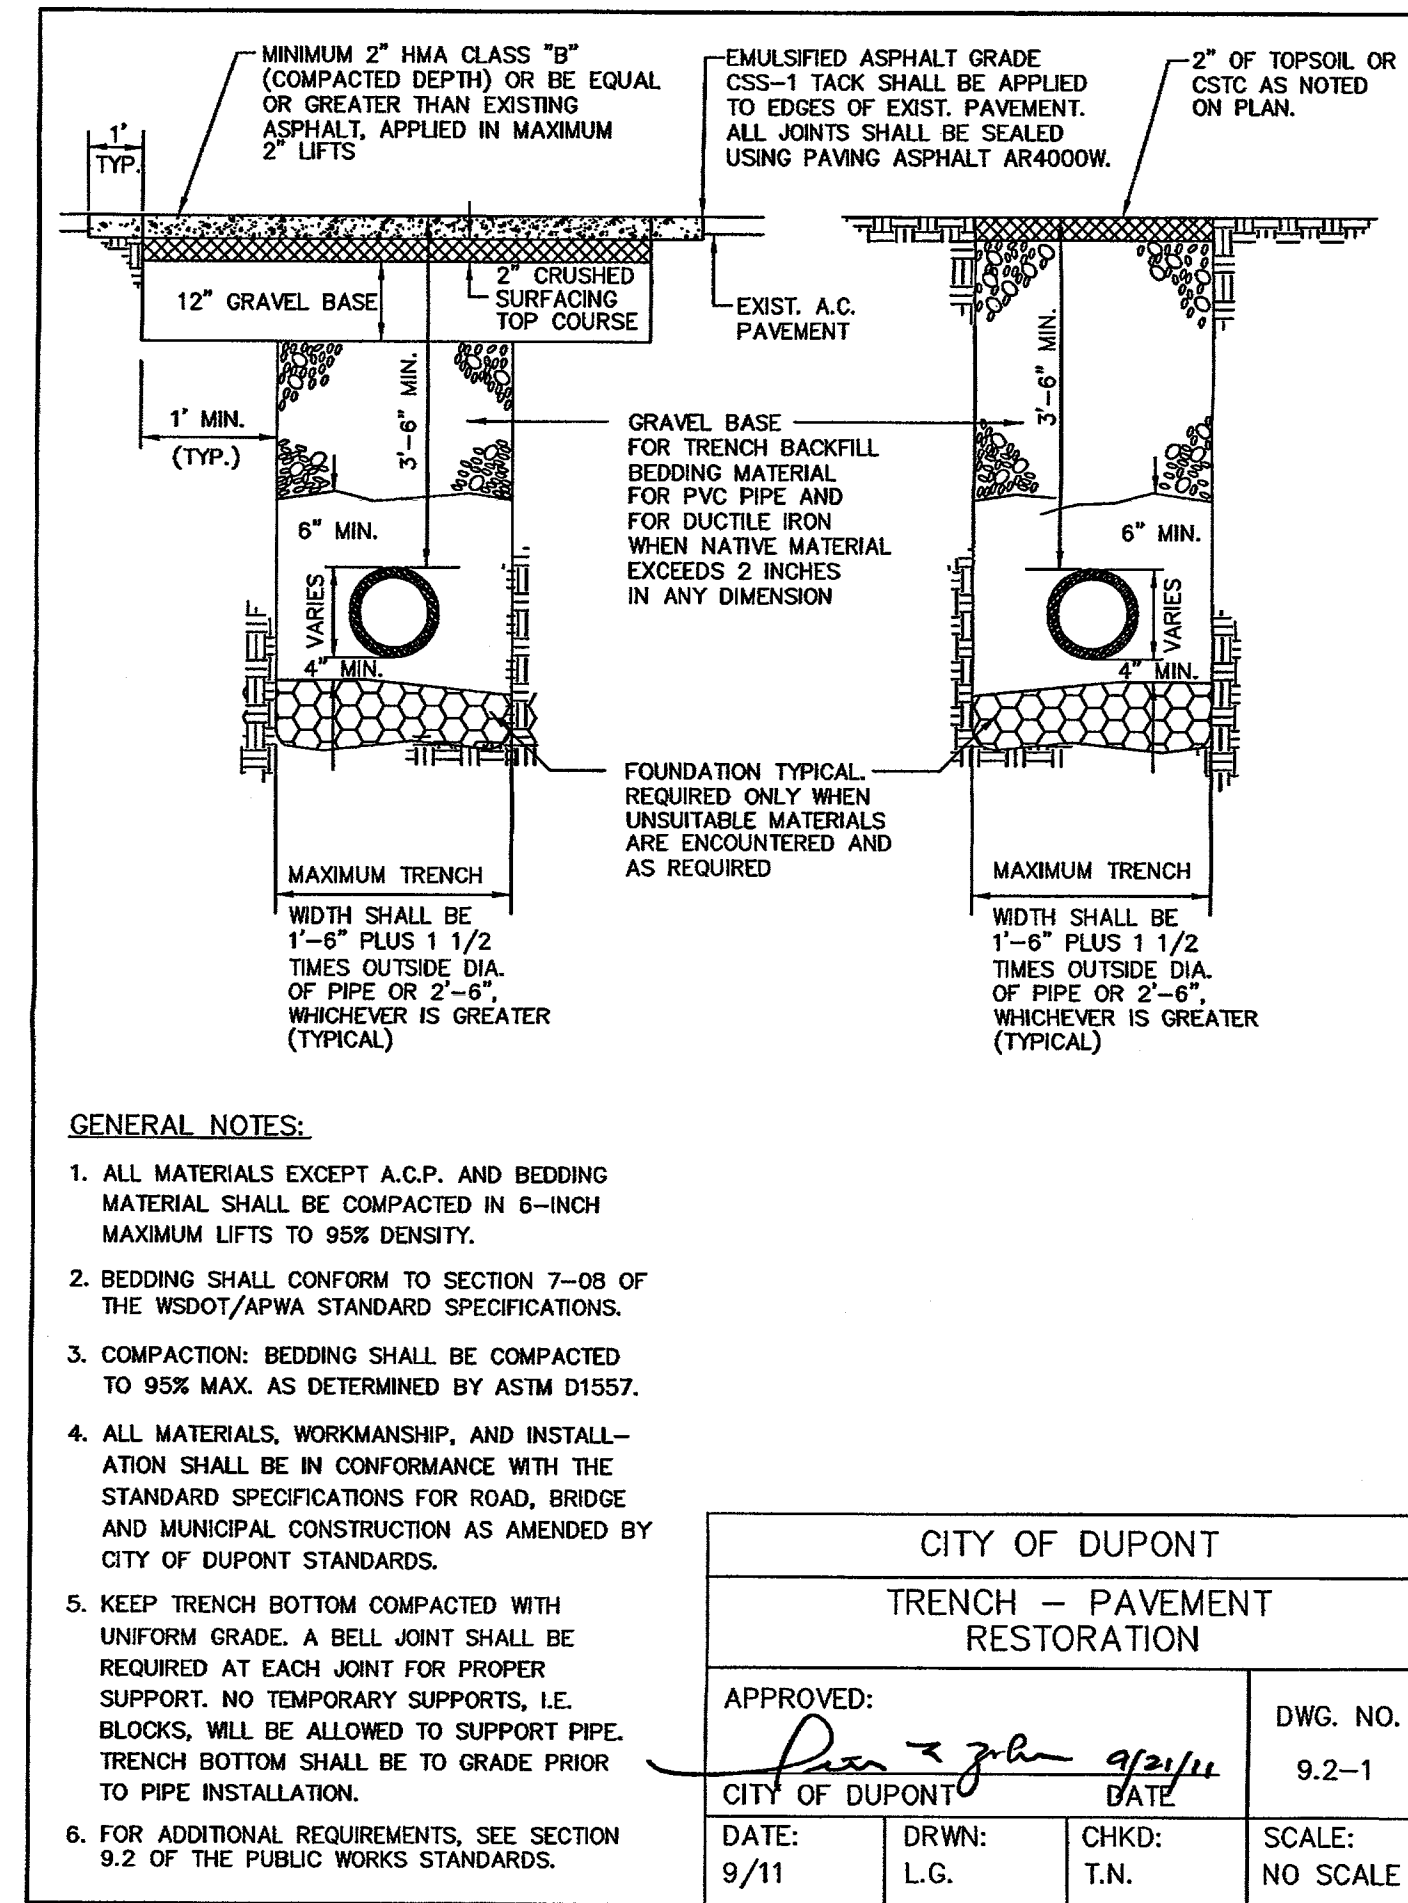 MINIMUM 2" HMA CLASS "B"
(COMPACTED DEPTH) OR BE EQUAL
OR GREATER THAN EXISTING
ASPHALT, APPLIED IN MAXIMUM
2" LIFTS
1'
TYP.
EMULSIFIED ASPHALT GRADE
CSS-1 TACK SHALL BE APPLIED
TO EDGES OF EXIST. PAVEMENT.
ALL JOINTS SHALL BE SEALED
USING PAVING ASPHALT AR4000W.
2" OF TOPSOIL OR
CSTC AS NOTED
ON PLAN.
12" GRAVEL BASE
2" CRUSHED
SURFACING
TOP COURSE
EXIST. A.C.
PAVEMENT
1' MIN.
(TYP.)
3'-6" MIN.
3'-6" MIN.
GRAVEL BASE
FOR TRENCH BACKFILL
BEDDING MATERIAL
FOR PVC PIPE AND
FOR DUCTILE IRON
WHEN NATIVE MATERIAL
EXCEEDS 2 INCHES
IN ANY DIMENSION
6" MIN.
VARIES
4" MIN.
6" MIN.
VARIES
4" MIN.
FOUNDATION TYPICAL.
REQUIRED ONLY WHEN
UNSUITABLE MATERIALS
ARE ENCOUNTERED AND
AS REQUIRED
MAXIMUM TRENCH
WIDTH SHALL BE
1'-6" PLUS 1 1/2
TIMES OUTSIDE DIA.
OF PIPE OR 2'-6",
WHICHEVER IS GREATER
(TYPICAL)
MAXIMUM TRENCH
WIDTH SHALL BE
1'-6" PLUS 1 1/2
TIMES OUTSIDE DIA.
OF PIPE OR 2'-6",
WHICHEVER IS GREATER
(TYPICAL)
GENERAL NOTES:
1. ALL MATERIALS EXCEPT A.C.P. AND BEDDING
MATERIAL SHALL BE COMPACTED IN 6-INCH
MAXIMUM LIFTS TO 95% DENSITY.
2. BEDDING SHALL CONFORM TO SECTION 7-08 OF
THE WSDOT/APWA STANDARD SPECIFICATIONS.
3. COMPACTION: BEDDING SHALL BE COMPACTED
TO 95% MAX. AS DETERMINED BY ASTM D1557.
4. ALL MATERIALS, WORKMANSHIP, AND INSTALL-
ATION SHALL BE IN CONFORMANCE WITH THE
STANDARD SPECIFICATIONS FOR ROAD, BRIDGE
AND MUNICIPAL CONSTRUCTION AS AMENDED BY
CITY OF DUPONT STANDARDS.
5. KEEP TRENCH BOTTOM COMPACTED WITH
UNIFORM GRADE. A BELL JOINT SHALL BE
REQUIRED AT EACH JOINT FOR PROPER
SUPPORT. NO TEMPORARY SUPPORTS, I.E.
BLOCKS, WILL BE ALLOWED TO SUPPORT PIPE.
TRENCH BOTTOM SHALL BE TO GRADE PRIOR
TO PIPE INSTALLATION.
6. FOR ADDITIONAL REQUIREMENTS, SEE SECTION
9.2 OF THE PUBLIC WORKS STANDARDS.
CITY OF DUPONT
TRENCH - PAVEMENT
RESTORATION
APPROVED:
9/21/11
CITY OF DUPONT DATE
DWG. NO.
9.2-1
DATE:
9/11
DRWN:
L.G.
CHKD:
T.N.
SCALE:
NO SCALE